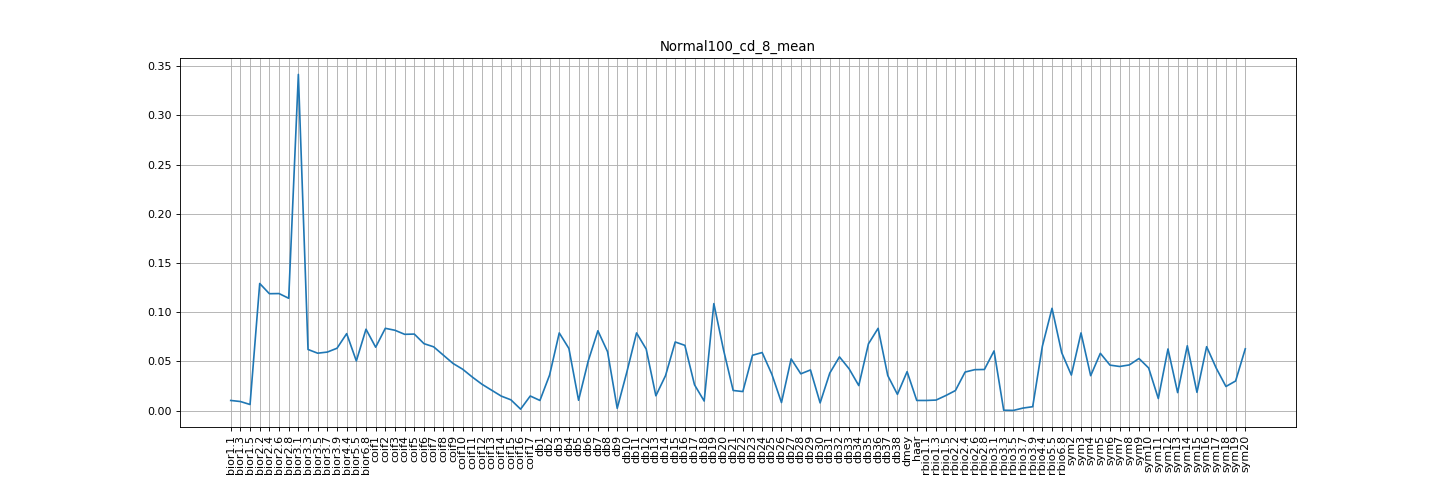 Normal100_cd_8_mean
0.35
0.30
0.25
0.20
0.15
0.10
0.05
0.00
bior1.1
bior1.3
bior1.5
bior2.2
bior2.4
bior2.6
bior2.8
bior3.1
bior3.3
bior3.5
bior3.7
bior3.9
bior4.4
bior5.5
bior6.8
coif1
coif2
coif3
coif4
coif5
coif6
coif7
coif8
coif9
coif10
coif11
coif12
coif13
coif14
coif15
coif16
coif17
db1
db2
db3
db4
db5
db6
db7
db8
db9
db10
db11
db12
db13
db14
db15
db16
db17
db18
db19
db20
db21
db22
db23
db24
db25
db26
db27
db28
db29
db30
db31
db32
db33
db34
db35
db36
db37
db38
dmey
haar
rbio1.1
rbio1.3
rbio1.5
rbio2.2
rbio2.4
rbio2.6
rbio2.8
rbio3.1
rbio3.3
rbio3.5
rbio3.7
rbio3.9
rbio4.4
rbio5.5
rbio6.8
sym2
sym3
sym4
sym5
sym6
sym7
sym8
sym9
sym10
sym11
sym12
sym13
sym14
sym15
sym16
sym17
sym18
sym19
sym20